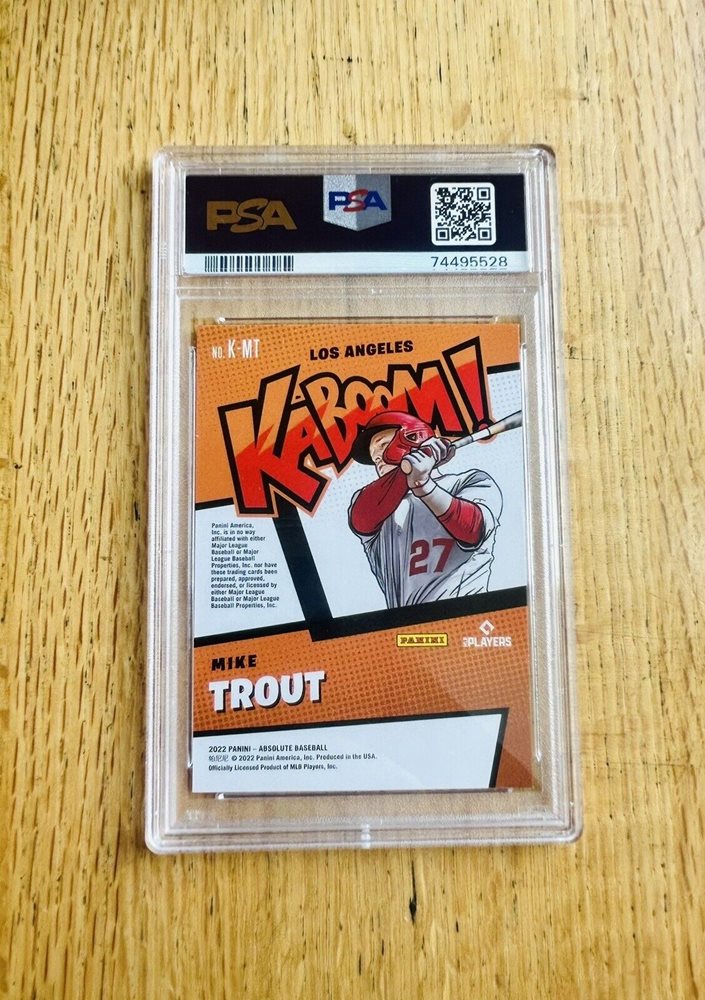 PSA
PSA
74495528
NO. K-MT
LOS ANGELES
KABOOM!
27
Panini America,
Inc. is in no way
affiliated with either
Major League
Baseball or Major
League Baseball
Properties, Inc. nor have
these trading cards been
prepared, approved,
endorsed, or licensed by
either Major League
Baseball or Major League
Baseball Properties, Inc.
PANINI
PLAYERS
MIKE
TROUT
2022 PANINI – ABSOLUTE BASEBALL
帕尼尼 © 2022 Panini America, Inc. Produced in the USA.
Officially Licensed Product of MLB Players, Inc.